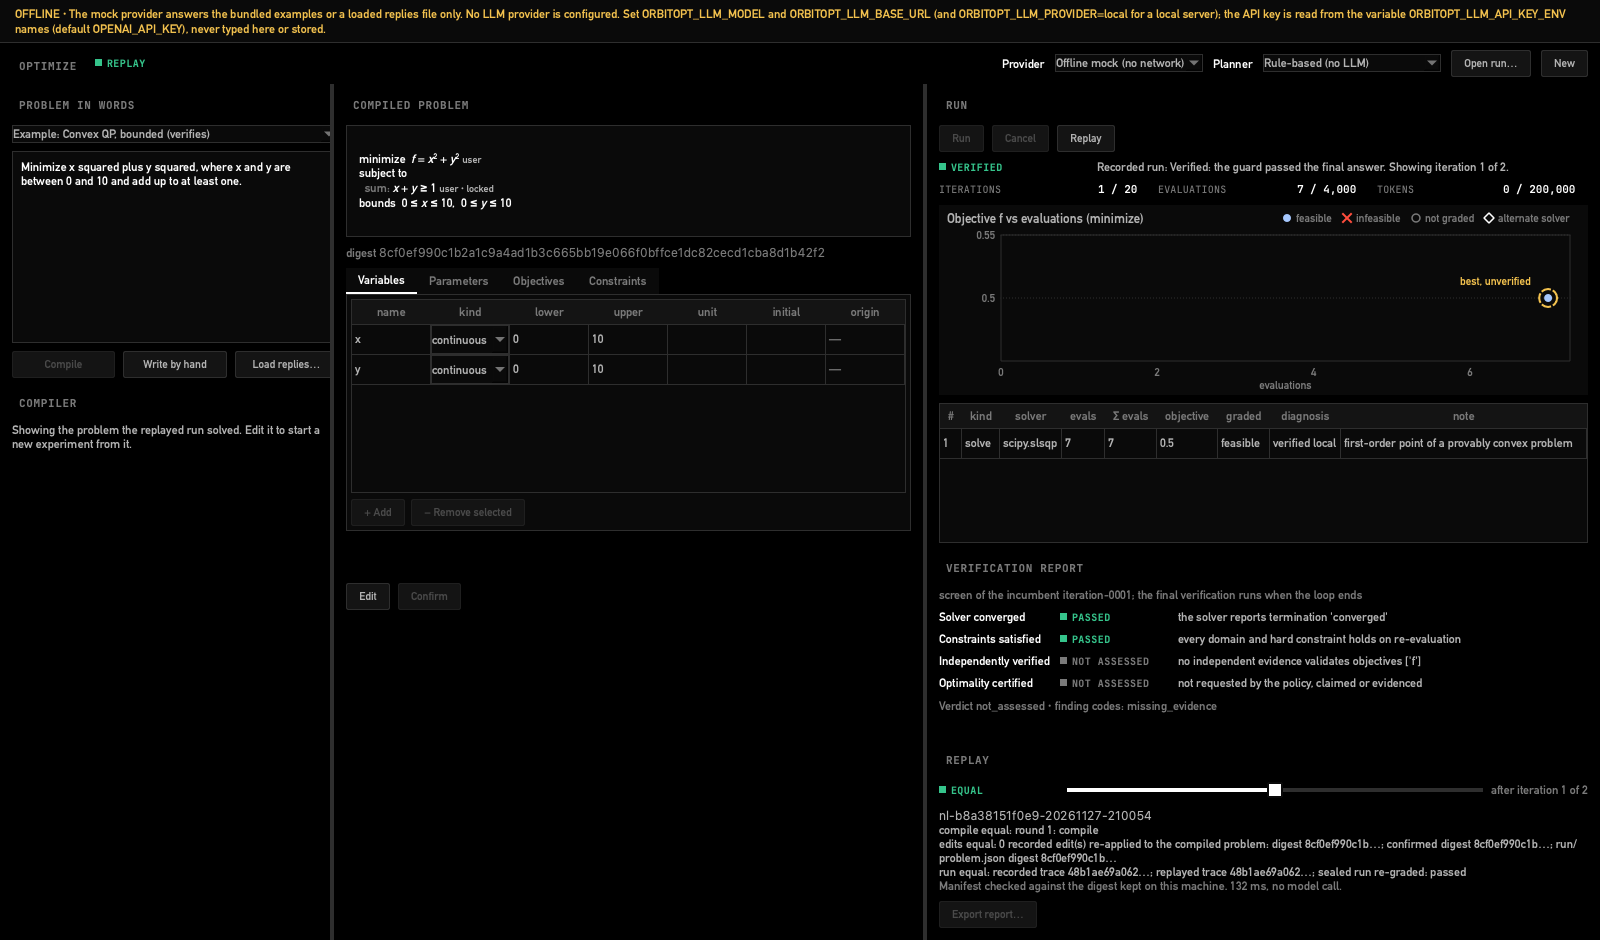 OFFLINE · The mock provider answers the bundled examples or a loaded replies file only. No LLM provider is configured. Set ORBITOPT_LLM_MODEL and ORBITOPT_LLM_BASE_URL (and ORBITOPT_LLM_PROVIDER=local for a local server); the API key is read from the variable ORBITOPT_LLM_API_KEY_ENV
names (default OPENAI_API_KEY), never typed here or stored.
OPTIMIZE REPLAY Provider Offline mock (no network) Planner Rule-based (no LLM) Open run... New
PROBLEM IN WORDS
Example: Convex QP, bounded (verifies)
Minimize x squared plus y squared, where x and y are
between 0 and 10 and add up to at least one.
Compile Write by hand Load replies...
COMPILER
Showing the problem the replayed run solved. Edit it to start a
new experiment from it.
COMPILED PROBLEM
minimize f = x² + y² user
subject to
sum: x + y ≥ 1 user · locked
bounds 0 ≤ x ≤ 10, 0 ≤ y ≤ 10
digest 8cf0ef990c1b2a1c9a4ad1b3c665bb19e066f0bffce1dc82cecd1cba8d1b42f2
Variables Parameters Objectives Constraints
name kind lower upper unit initial origin
x continuous 0 10 —
y continuous 0 10 —
+ Add – Remove selected
Edit Confirm
RUN
Run Cancel Replay
VERIFIED Recorded run: Verified: the guard passed the final answer. Showing iteration 1 of 2.
ITERATIONS 1 / 20 EVALUATIONS 7 / 4,000 TOKENS 0 / 200,000
Objective f vs evaluations (minimize) feasible infeasible not graded alternate solver
0.55
best, unverified
0.5
0 2 4 6
evaluations
# kind solver evals Σ evals objective graded diagnosis note
1 solve scipy.slsqp 7 7 0.5 feasible verified local first-order point of a provably convex problem
VERIFICATION REPORT
screen of the incumbent iteration-0001; the final verification runs when the loop ends
Solver converged PASSED the solver reports termination 'converged'
Constraints satisfied PASSED every domain and hard constraint holds on re-evaluation
Independently verified NOT ASSESSED no independent evidence validates objectives ['f']
Optimality certified NOT ASSESSED not requested by the policy, claimed or evidenced
Verdict not_assessed · finding codes: missing_evidence
REPLAY
EQUAL after iteration 1 of 2
nl-b8a38151f0e9-20261127-210054
compile equal: round 1: compile
edits equal: 0 recorded edit(s) re-applied to the compiled problem: digest 8cf0ef990c1b...; confirmed digest 8cf0ef990c1b...; run/
problem.json digest 8cf0ef990c1b...
run equal: recorded trace 48b1ae69a062...; replayed trace 48b1ae69a062...; sealed run re-graded: passed
Manifest checked against the digest kept on this machine. 132 ms, no model call.
Export report...